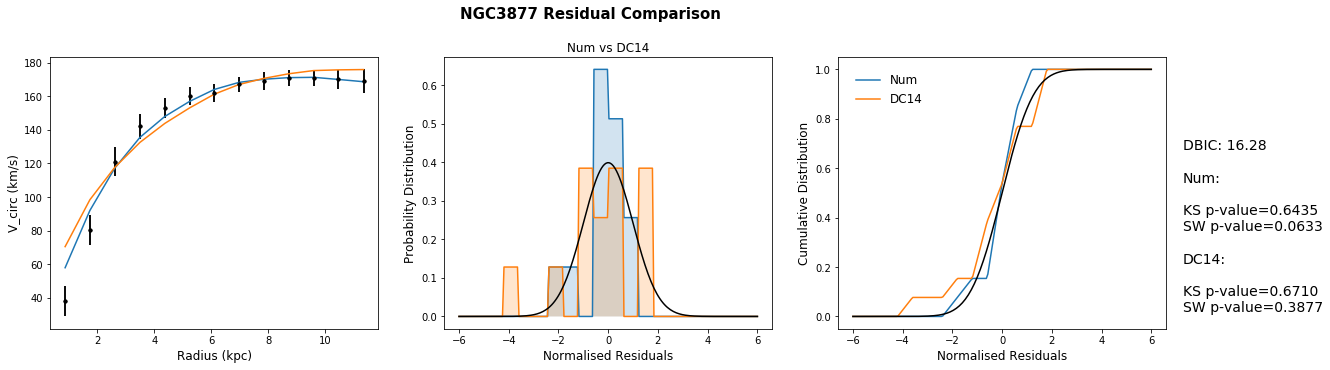 NGC3877 Residual Comparison
V_circ (km/s)
180
160
140
120
100
80
60
40
2
4
6
8
10
Radius (kpc)
Num vs DC14
Probability Distribution
0.6
0.5
0.4
0.3
0.2
0.1
0.0
−6
−4
−2
0
2
4
6
Normalised Residuals
Cumulative Distribution
1.0
0.8
0.6
0.4
0.2
0.0
Num
DC14
−6
−4
−2
0
2
4
6
Normalised Residuals
DBIC: 16.28
Num:
KS p-value=0.6435
SW p-value=0.0633
DC14:
KS p-value=0.6710
SW p-value=0.3877